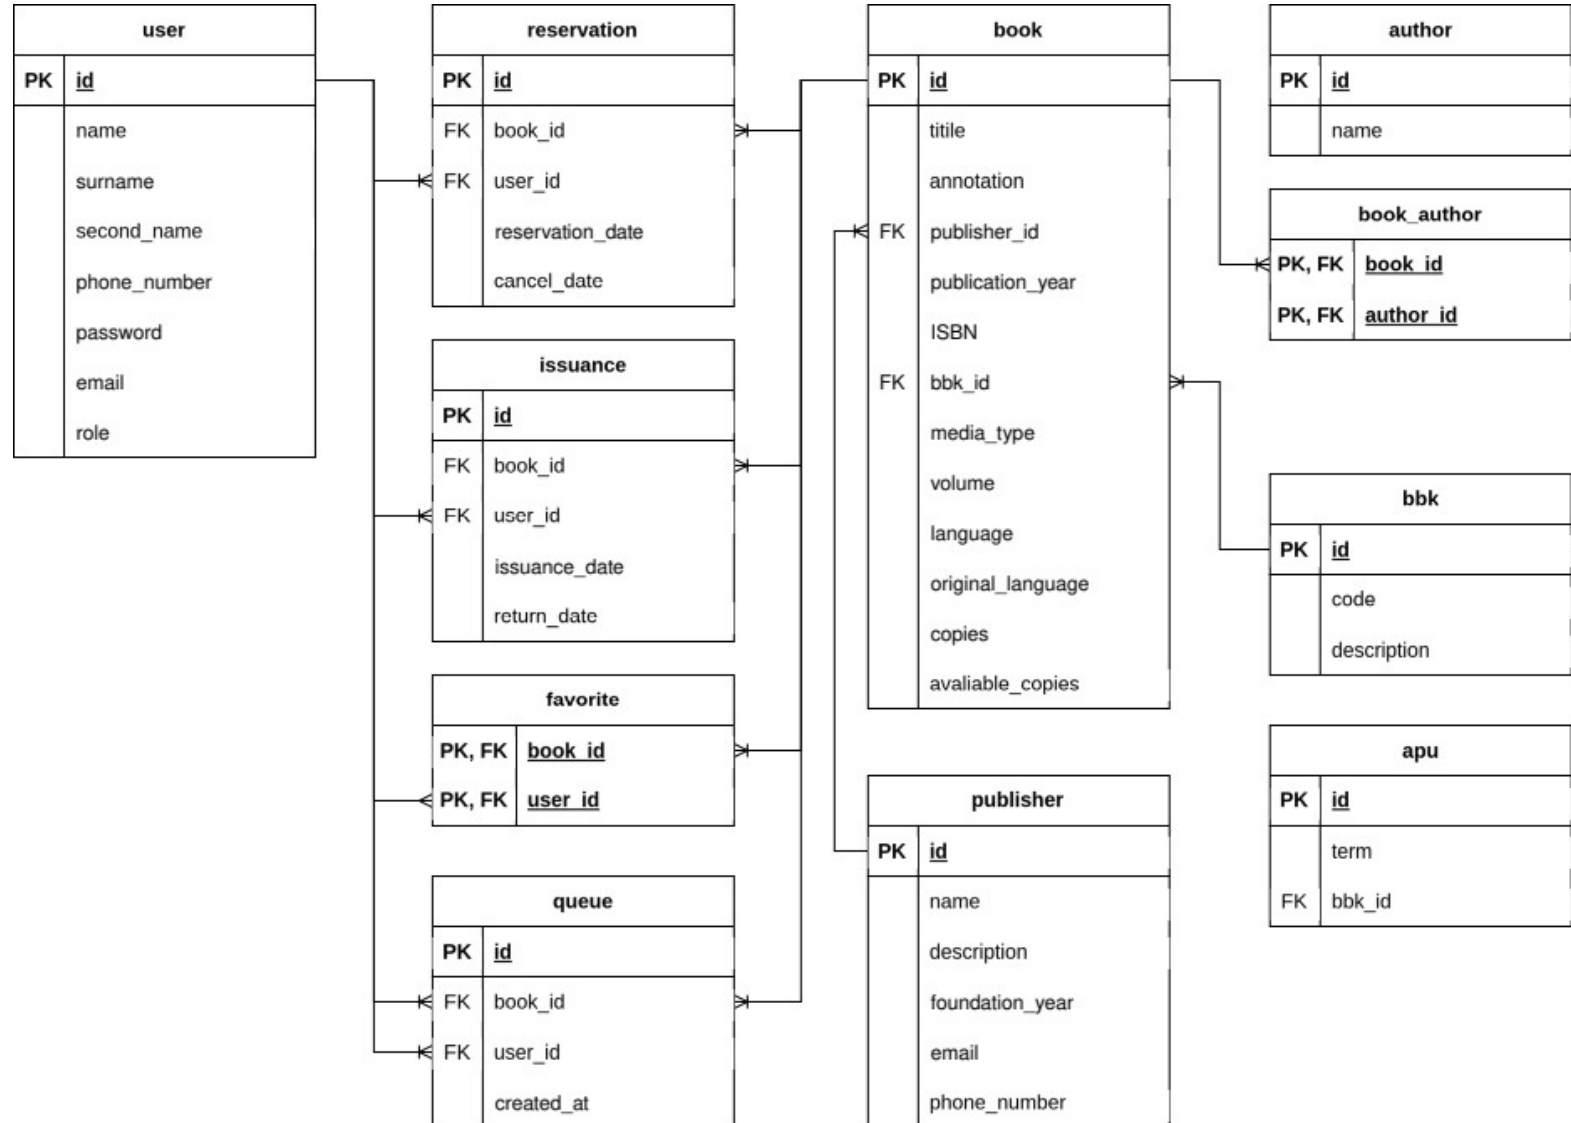 user
PK id
name
surname
second_name
phone_number
password
email
role
reservation
PK id
FK book_id
FK user_id
reservation_date
cancel_date
issuance
PK id
FK book_id
FK user_id
issuance_date
return_date
favorite
PK, FK book_id
PK, FK user_id
queue
PK id
FK book_id
FK user_id
created_at
book
PK id
titile
annotation
FK publisher_id
publication_year
ISBN
FK bbk_id
media_type
volume
language
original_language
copies
avaliable_copies
publisher
PK id
name
description
foundation_year
email
phone_number
author
PK id
name
book_author
PK, FK book_id
PK, FK author_id
bbk
PK id
code
description
apu
PK id
term
FK bbk_id